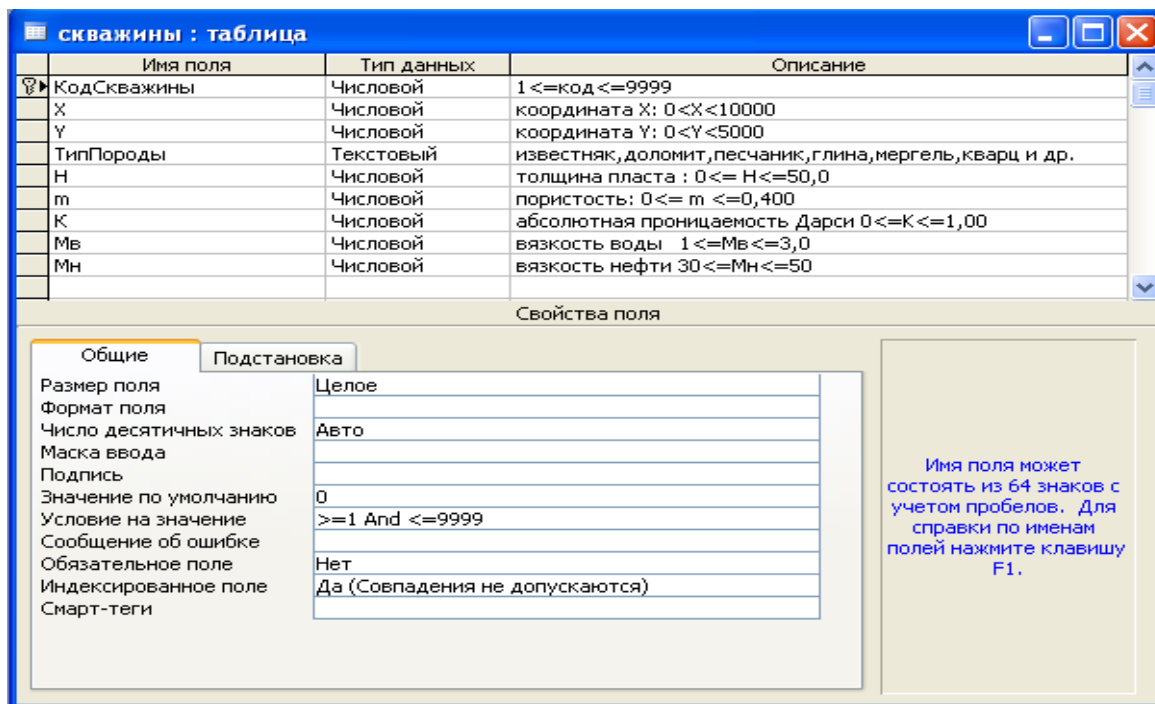 скважины : таблица
Имя поля Тип данных Описание
КодСкважины Числовой 1<=код<=9999
X Числовой координата X: 0<X<10000
Y Числовой координата Y: 0<Y<5000
ТипПороды Текстовый известняк,доломит,песчаник,глина,мергель,кварц и др.
H Числовой толщина пласта : 0<= H<=50,0
m Числовой пористость: 0<= m <=0,400
K Числовой абсолютная проницаемость Дарси 0<=K<=1,00
Мв Числовой вязкость воды 1<=Мв<=3,0
Мн Числовой вязкость нефти 30<=Мн<=50
Свойства поля
Общие Подстановка
Размер поля Целое
Формат поля
Число десятичных знаков Авто
Маска ввода
Подпись
Значение по умолчанию 0
Условие на значение >=1 And <=9999
Сообщение об ошибке
Обязательное поле Нет
Индексированное поле Да (Совпадения не допускаются)
Смарт-теги
Имя поля может
состоять из 64 знаков с
учетом пробелов. Для
справки по именам
полей нажмите клавишу
F1.